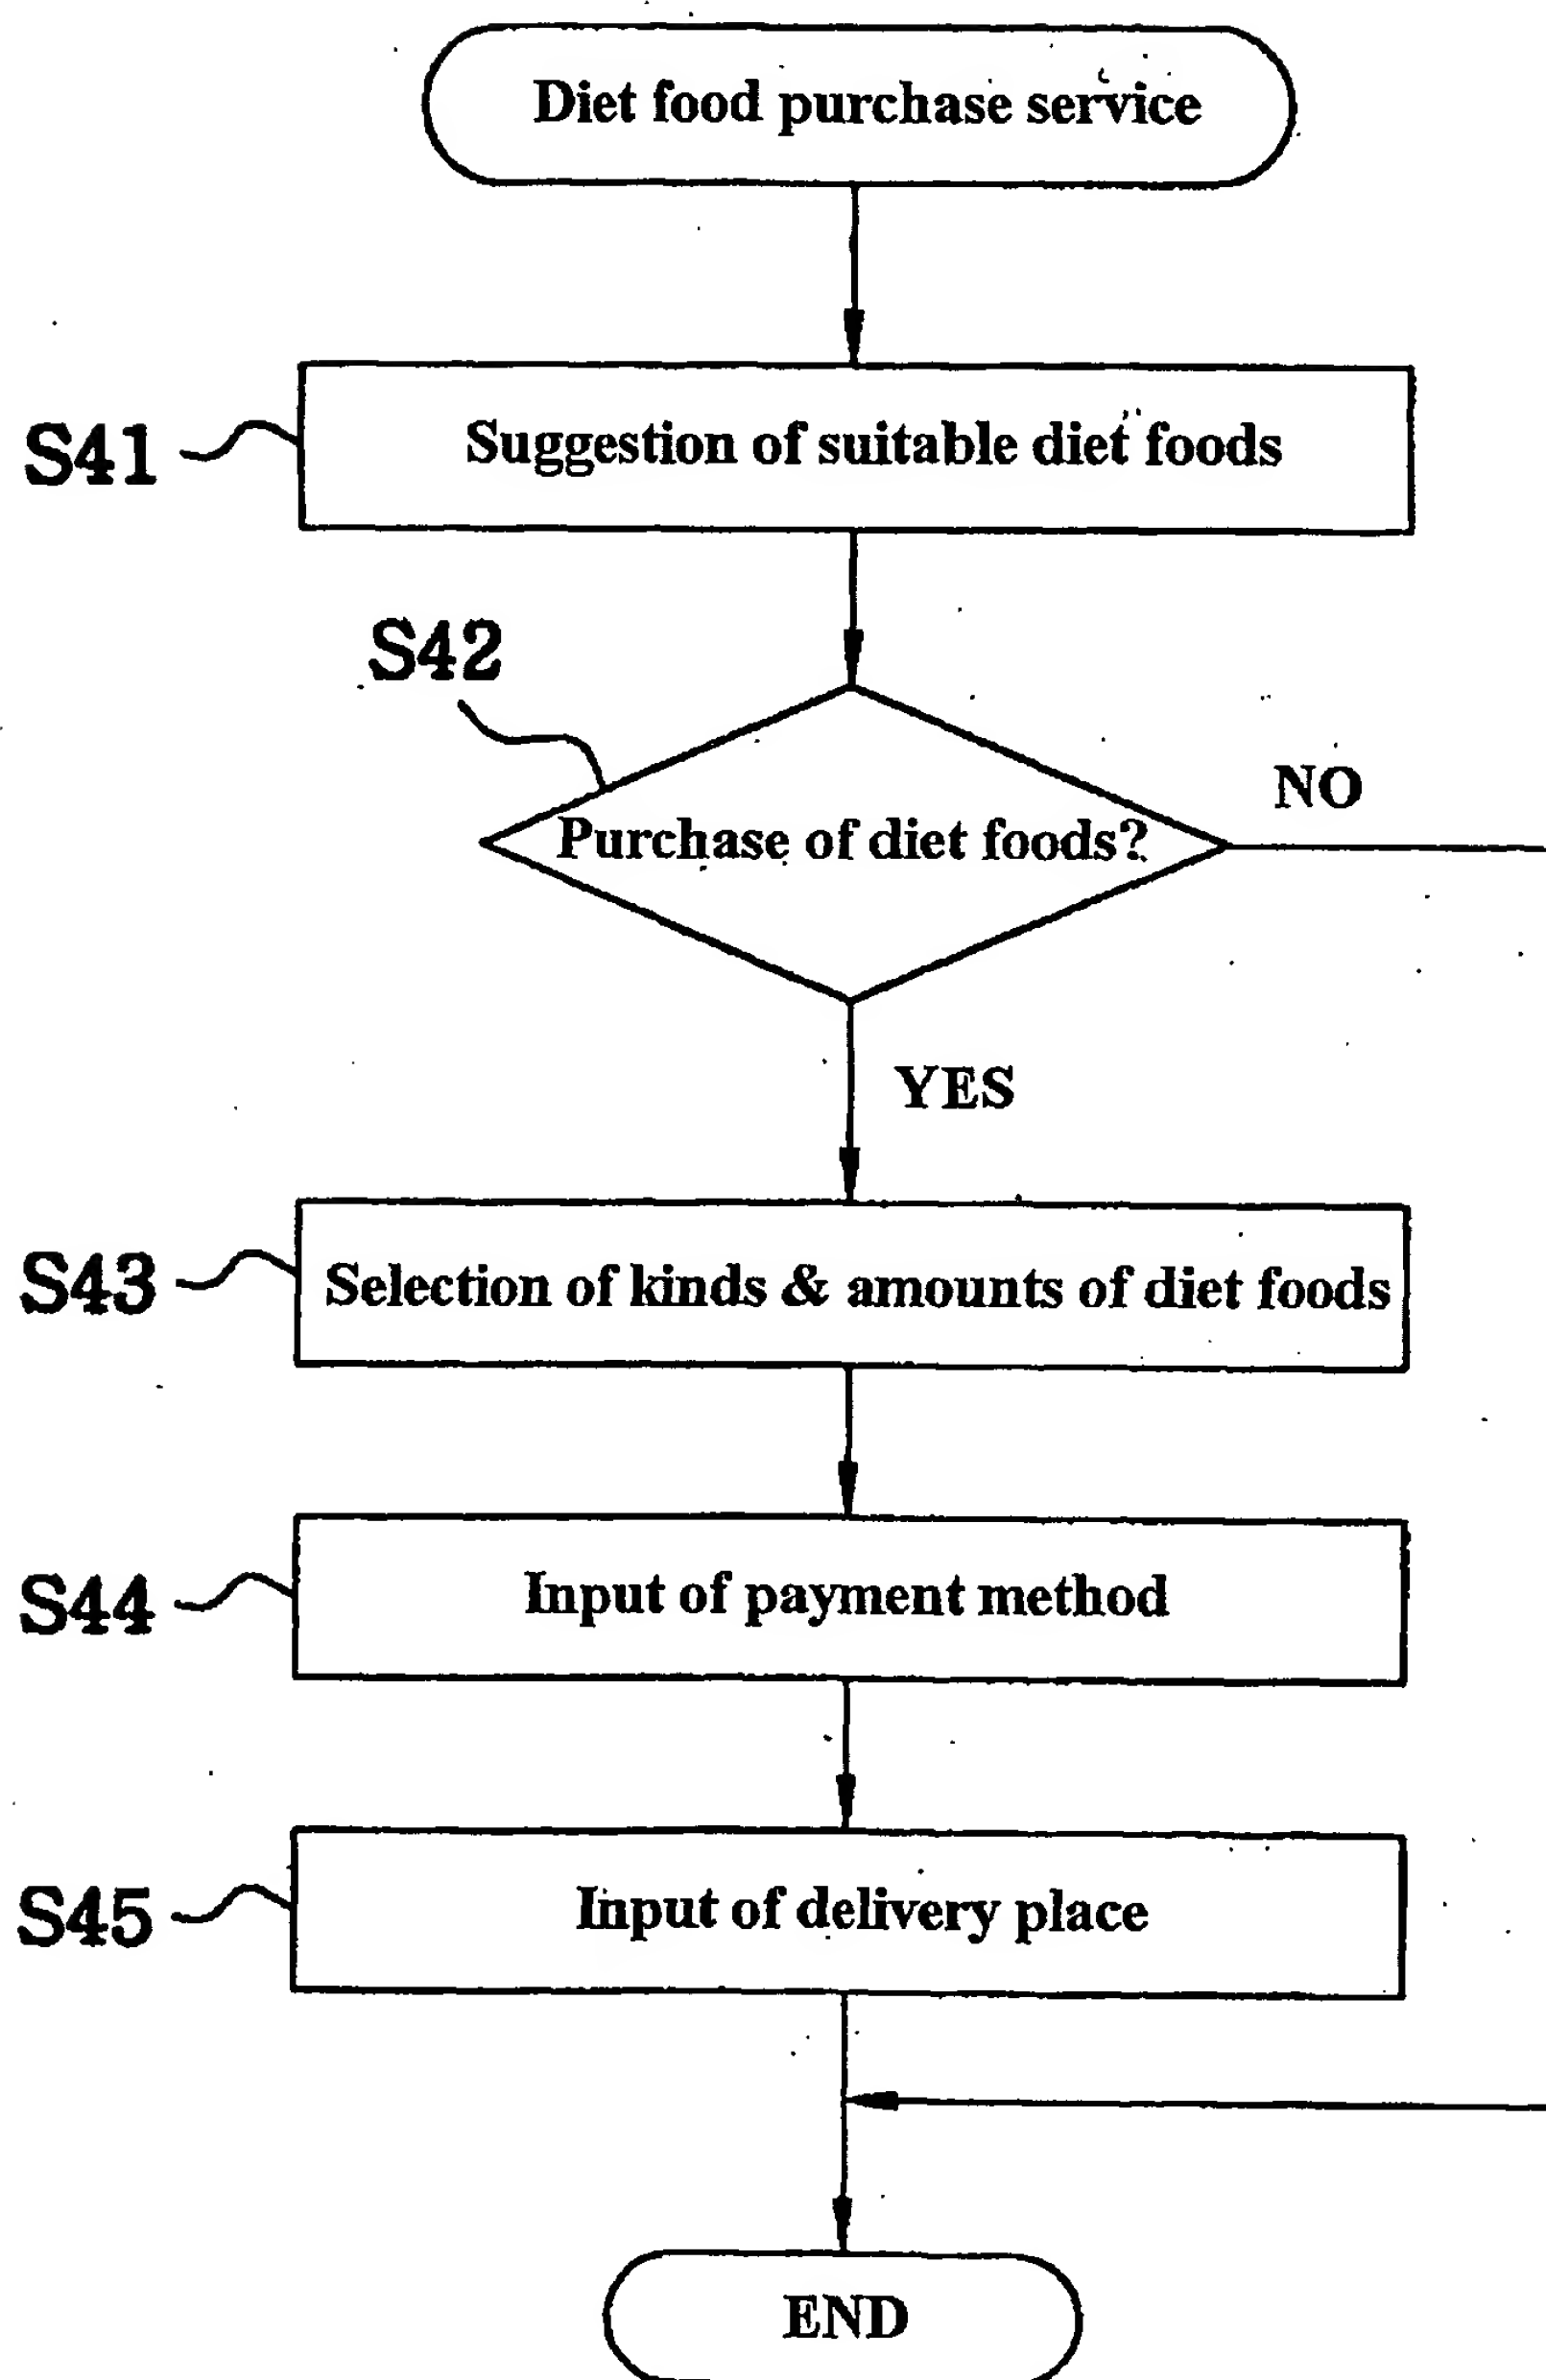 Diet food purchase service
S41
Suggestion of suitable diet foods
S42
Purchase of diet foods?
NO
YES
S43
Selection of kinds & amounts of diet foods
S44
Input of payment method
S45
Input of delivery place
END